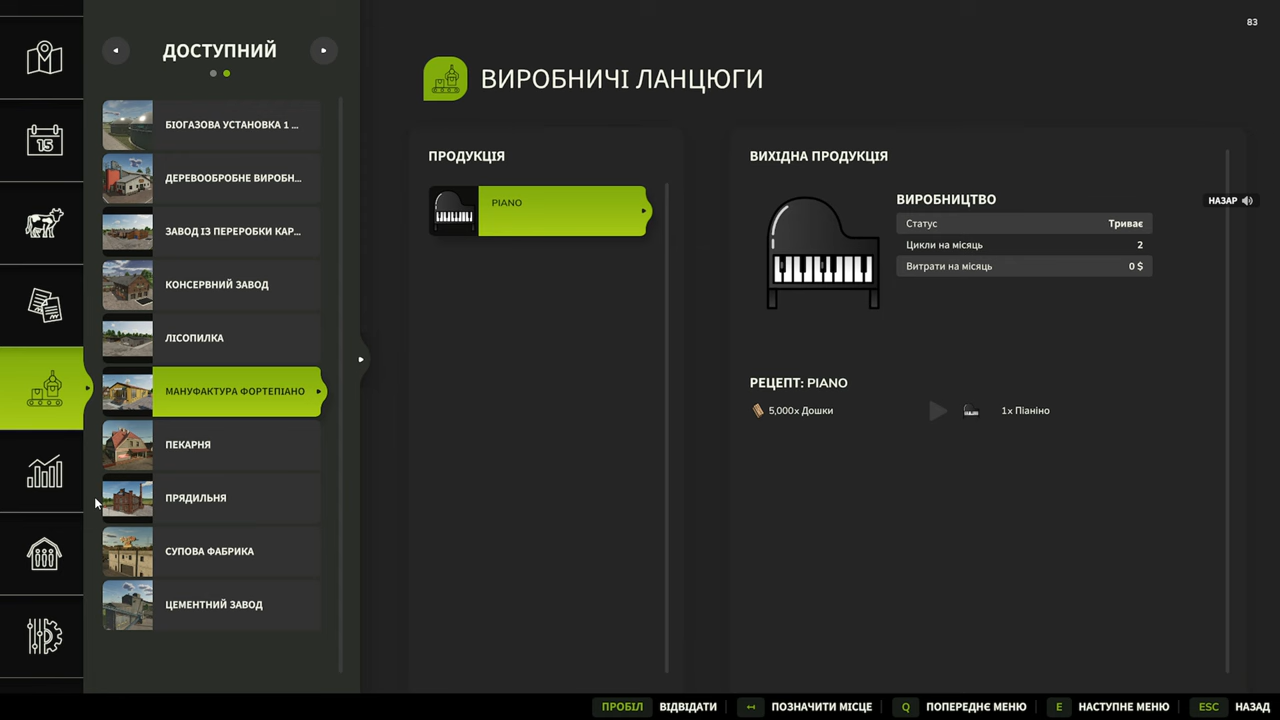 83
ДОСТУПНИЙ
БІОГАЗОВА УСТАНОВКА 1 ...
ДЕРЕВООБРОБНЕ ВИРОБН...
ЗАВОД ІЗ ПЕРЕРОБКИ КАР...
КОНСЕРВНИЙ ЗАВОД
ЛІСОПИЛКА
МАНУФАКТУРА ФОРТЕПІАНО
ПЕКАРНЯ
ПРЯДИЛЬНЯ
СУПОВА ФАБРИКА
ЦЕМЕНТНИЙ ЗАВОД
15
ВИРОБНИЧІ ЛАНЦЮГИ
ПРОДУКЦІЯ
PIANO
ВИХІДНА ПРОДУКЦІЯ
ВИРОБНИЦТВО
Статус Триває
Цикли на місяць 2
Витрати на місяць 0 $
НАЗАР
РЕЦЕПТ: PIANO
5,000x Дошки 1x Піаніно
ПРОБІЛ ВІДВІДАТИ ↤ ПОЗНАЧИТИ МІСЦЕ Q ПОПЕРЕДНЄ МЕНЮ E НАСТУПНЕ МЕНЮ ESC НАЗАД